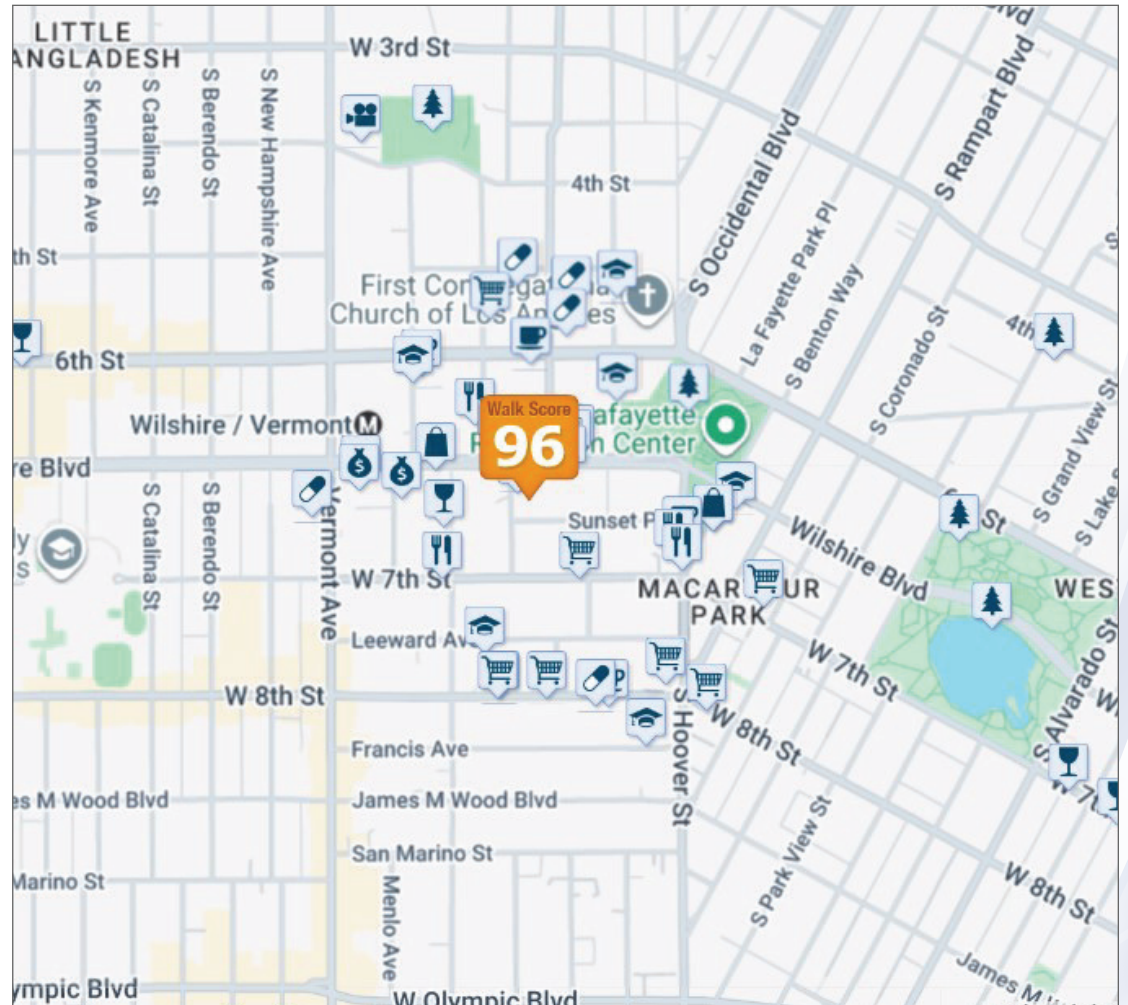 LITTLE
ANGLADESH
W 3rd St
S Kenmore Ave
S Catalina St
S Berendo St
S New Hampshire Ave
4th St
S Occidental Blvd
S Rampart Blvd
La Fayette Park Pl
S Benton Way
S Coronado St
4th
S Grand View St
S Lake S
th St
First Con
Church of Los An
es
6th St
Wilshire / Vermont M
Walk Score
96
afayette
n Center
re Blvd
St
S Catalina St
S Berendo St
Vermont Ave
Sunset P
Wilshire Blvd
W 7th St
MACAR UR
PARK
WES
Leeward Av
W 8th St
S Hoover St
W 7th St
S Alvarado St
W 8th St
Francis Ave
es M Wood Blvd
James M Wood Blvd
San Marino St
Marino St
Menlo Ave
S Park View St
W 8th St
James M W
ympic Blvd
W Olympic Blvd